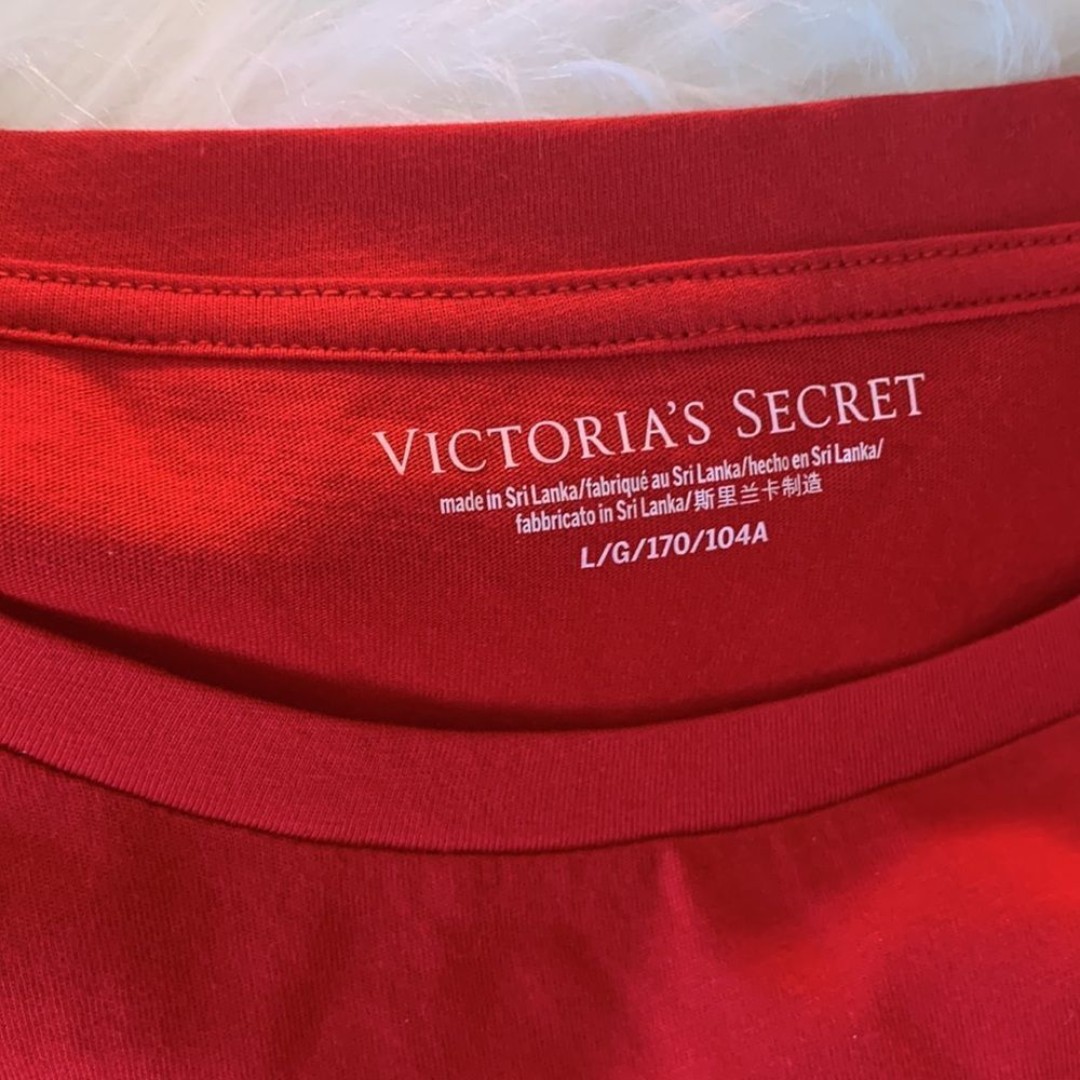 VICTORIA'S SECRET
made in Sri Lanka/fabriqué au Sri Lanka/hecho en Sri Lanka/
fabbricato in Sri Lanka/斯里兰卡制造
L/G/170/104A